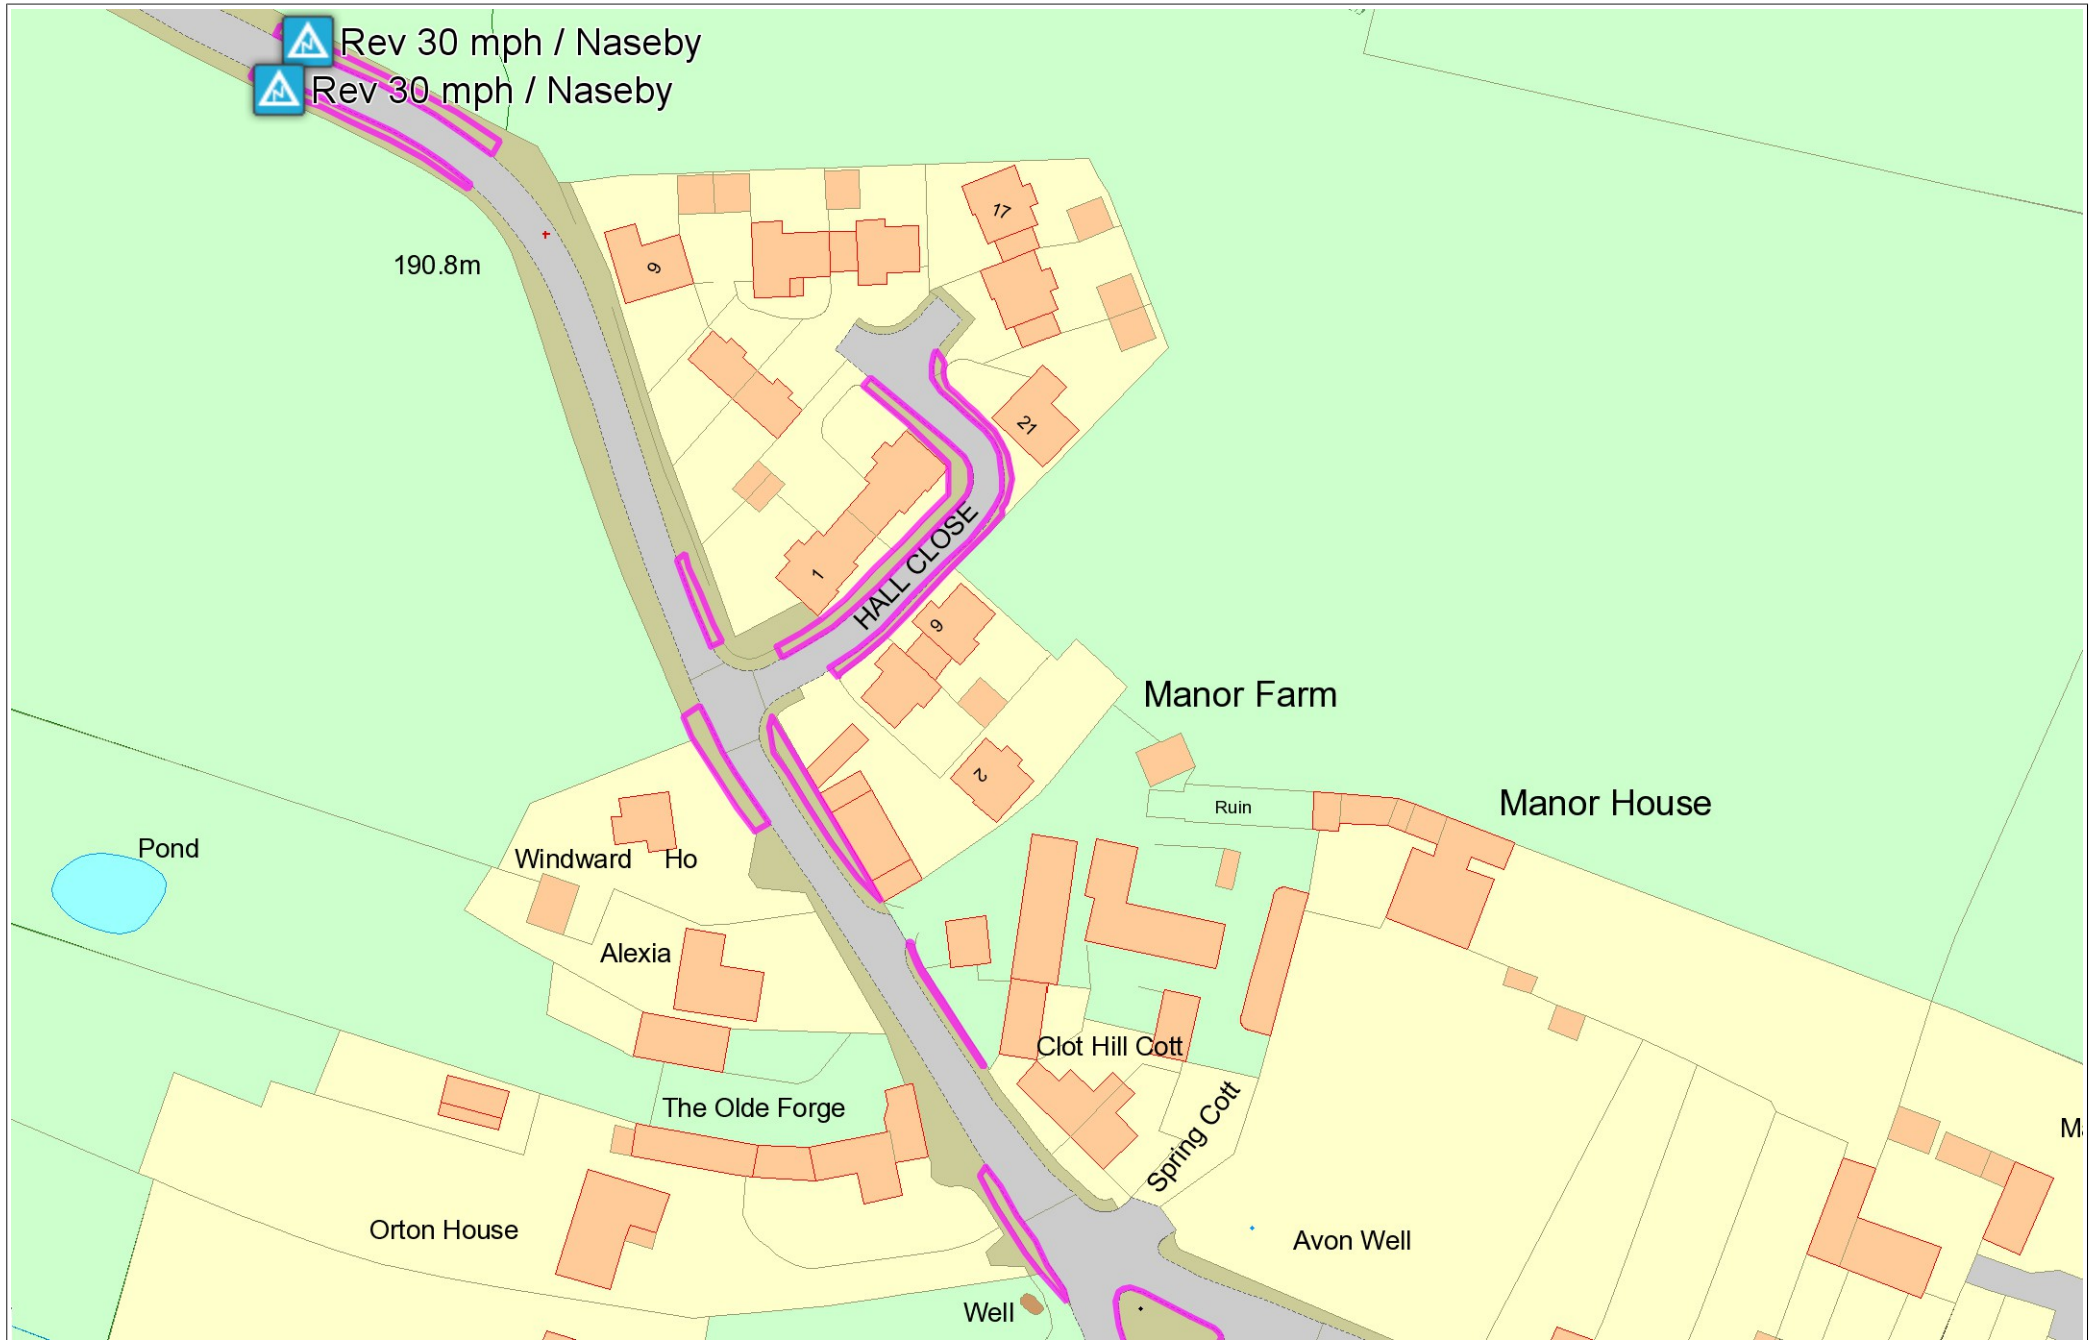 Rev 30 mph / Naseby
Rev 30 mph / Naseby
17
9
190.8m
21
HALL CLOSE
1
9
Manor Farm
2
Manor House
Ruin
Pond
Windward Ho
Alexia
Clot Hill Cott
The Olde Forge
Spring Cott
Orton House
Avon Well
Well